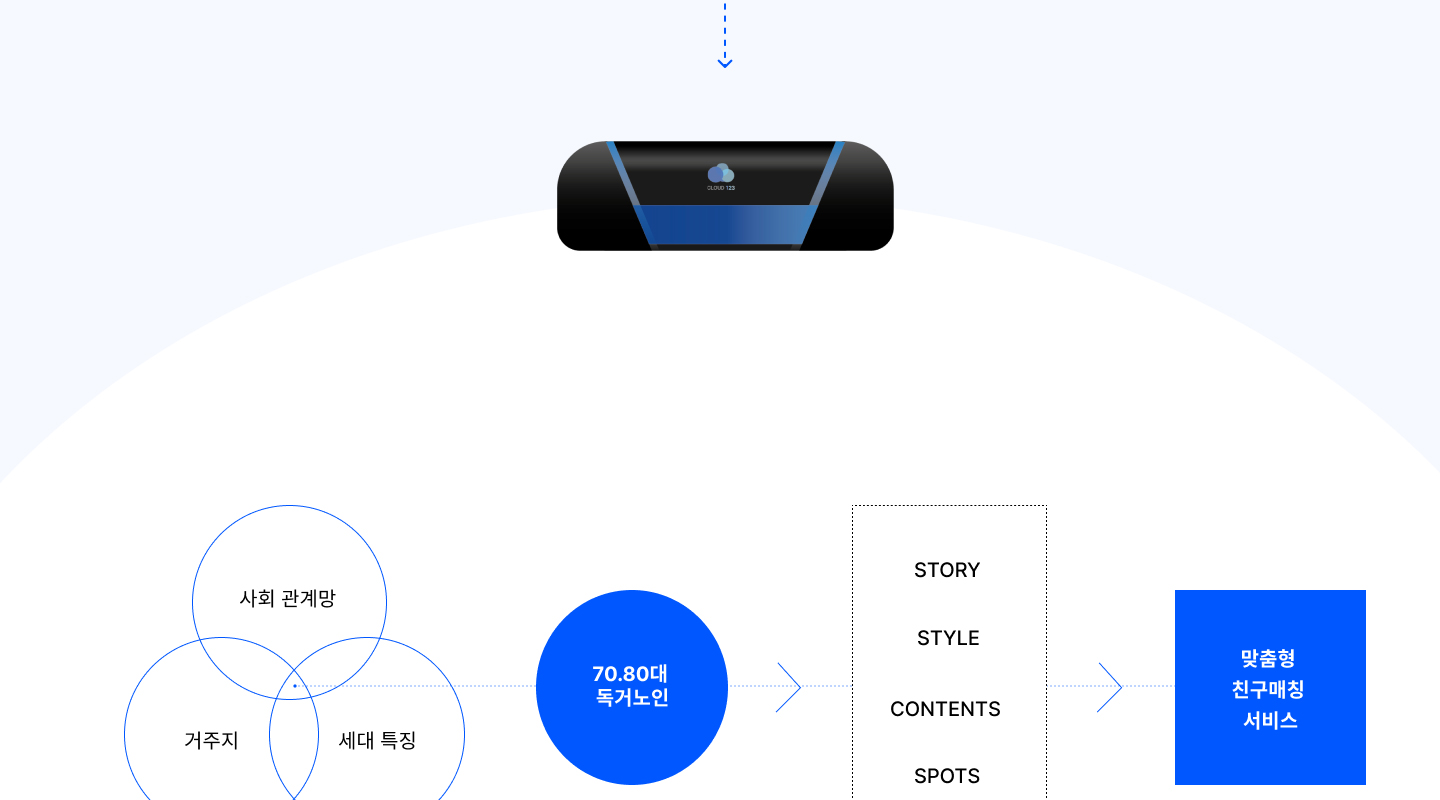 CLOUD 123
사회 관계망
거주지
세대 특징
70.80대
독거노인
STORY
STYLE
CONTENTS
SPOTS
맞춤형
친구매칭
서비스